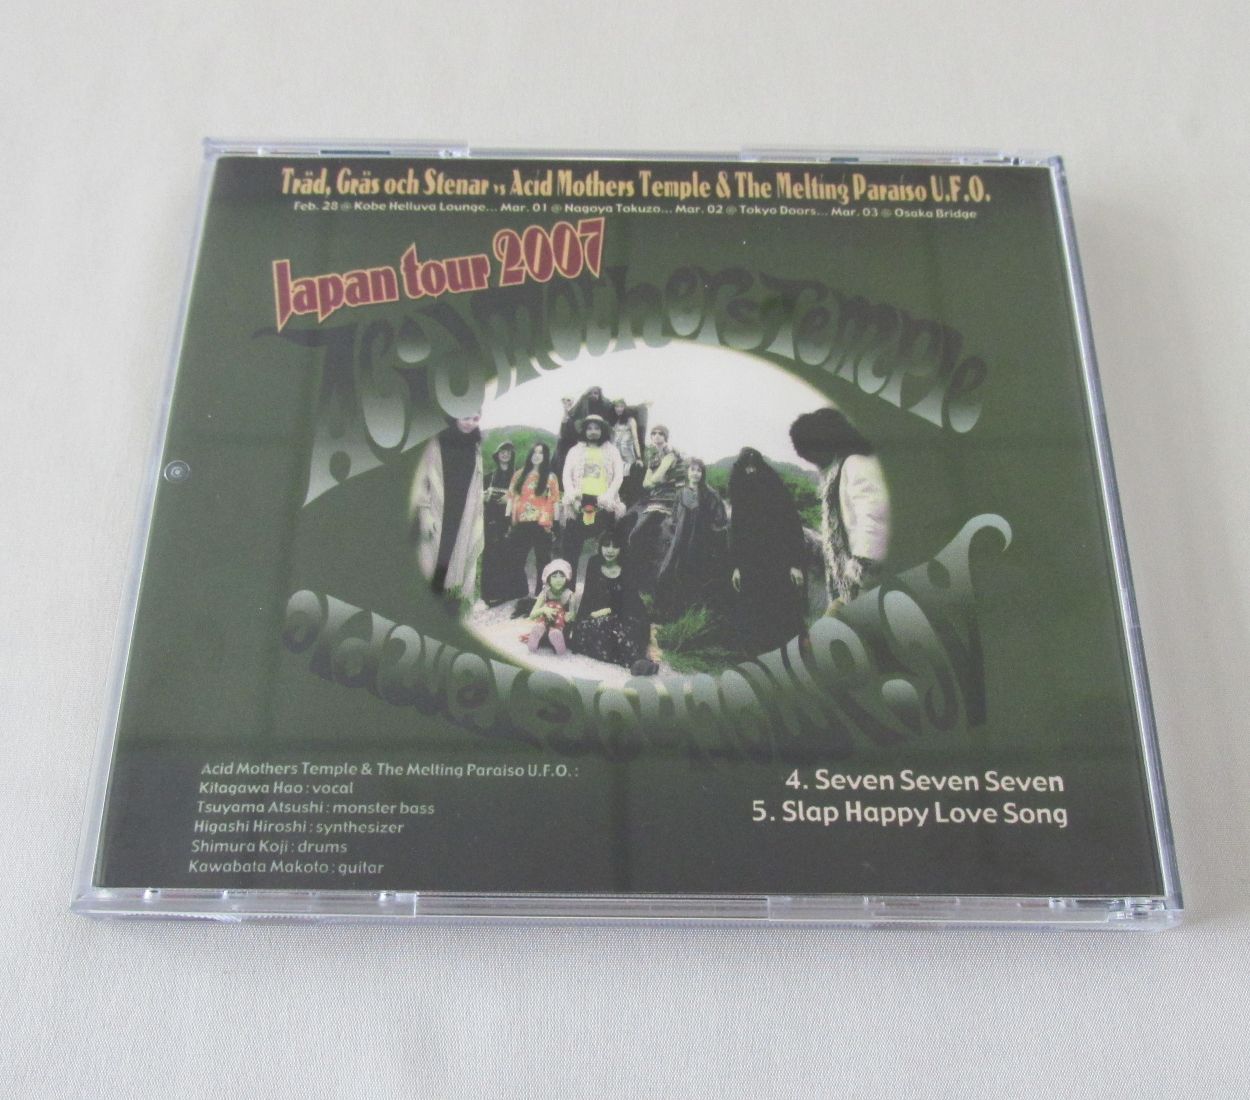 Träd, Gräs och Stenar vs Acid Mothers Temple & The Melting Paraiso U.F.O.
Feb. 28 @ Kobe Helluva Lounge... Mar. 01 @ Nagoya Tokuzo... Mar. 02 @ Tokyo Doors... Mar. 03 @ Osaka Bridge
Japan tour 2007
Acid Mothers Temple
Acid Mothers Temple
Acid Mothers Temple & The Melting Paraiso U.F.O. :
Kitagawa Hao : vocal
Tsuyama Atsushi : monster bass
Higashi Hiroshi : synthesizer
Shimura Koji : drums
Kawabata Makoto : guitar
4. Seven Seven Seven
5. Slap Happy Love Song